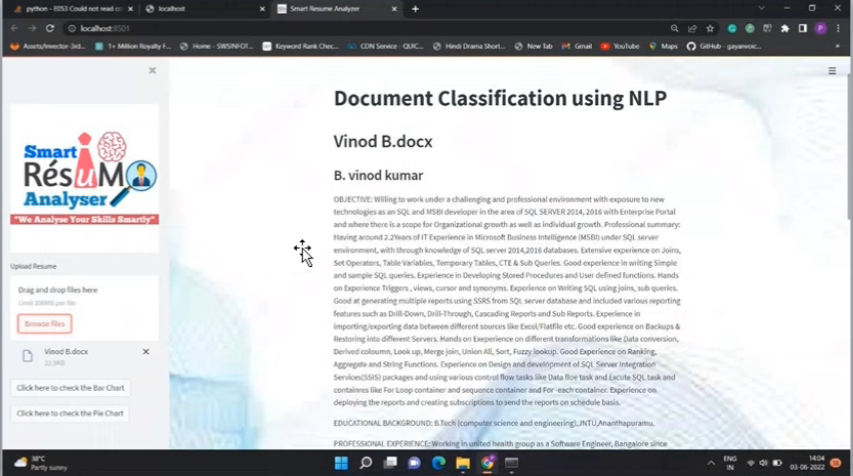 python - E053 Could not read co
localhost
Smart Resume Analyzer
localhost:8501
Assets/Invector-3rd...
1+ Million Royalty F...
Home - SWSINFOT...
Keyword Rank Chec...
CDN Service - QUIC...
Hindi Drama Short...
New Tab
Gmail
YouTube
Maps
GitHub - gayanvoic...
Smart
RésuMe
Analyser
"We Analyse Your Skills Smartly"
Upload Resume
Drag and drop files here
Limit 200MB per file
Browse files
Vinod B.docx
Click here to check the Bar Chart
Click here to check the Pie Chart
Document Classification using NLP
Vinod B.docx
B. vinod kumar
OBJECTIVE: Willing to work under a challenging and professional environment with exposure to new
technologies as an SQL and MSBI developer in the area of SQL SERVER 2014, 2016 with Enterprise Portal
and where there is a scope for Organizational growth as well as individual growth. Professional summary:
Having around 2.2Years of IT Experience in Microsoft Business Intelligence (MSBI) under SQL server
environment, with through knowledge of SQL server 2014,2016 databases. Extensive experience on Joins,
Set Operators, Table Variables, Temporary Tables, CTE & Sub Queries. Good experience in writing Simple
and sample SQL queries. Experience in Developing Stored Procedures and User defined functions. Hands
on Experience Triggers , views, cursor and synonyms. Experience on Writing SQL using joins, sub queries.
Good at generating multiple reports using SSRS from SQL server database and included various reporting
features such as Drill-Down, Drill-Through, Cascading Reports and Sub Reports. Experience in
importing/exporting data between different sources like Excel/Flatfile etc. Good experience on Backups &
Restoring into different Servers. Hands on Exeperience on different transformations like Data conversion,
Derived coloumn, Look up, Merge join, Union All, Sort, Fuzzy lookup. Good Experience on Ranking,
Aggregate and String Functions. Experience on Design and development of SQL Server Integration
Services(SSIS) packages and using various control flow tasks like Data flow task and Excute SQL task and
containres like For Loop container and sequence container and For -each container. Experience on
deploying the reports and creating subscriptions to send the reports on schedule basis.
EDUCATIONAL BACKGROUND: B.Tech (computer science and engineering),JNTU,Ananthapuramu.
PROFESSIONAL EXPERIENCE: Working in united health group as a Software Engineer, Bangalore since
38°C
Partly sunny
ENG
IN
14:04
03-06-2022